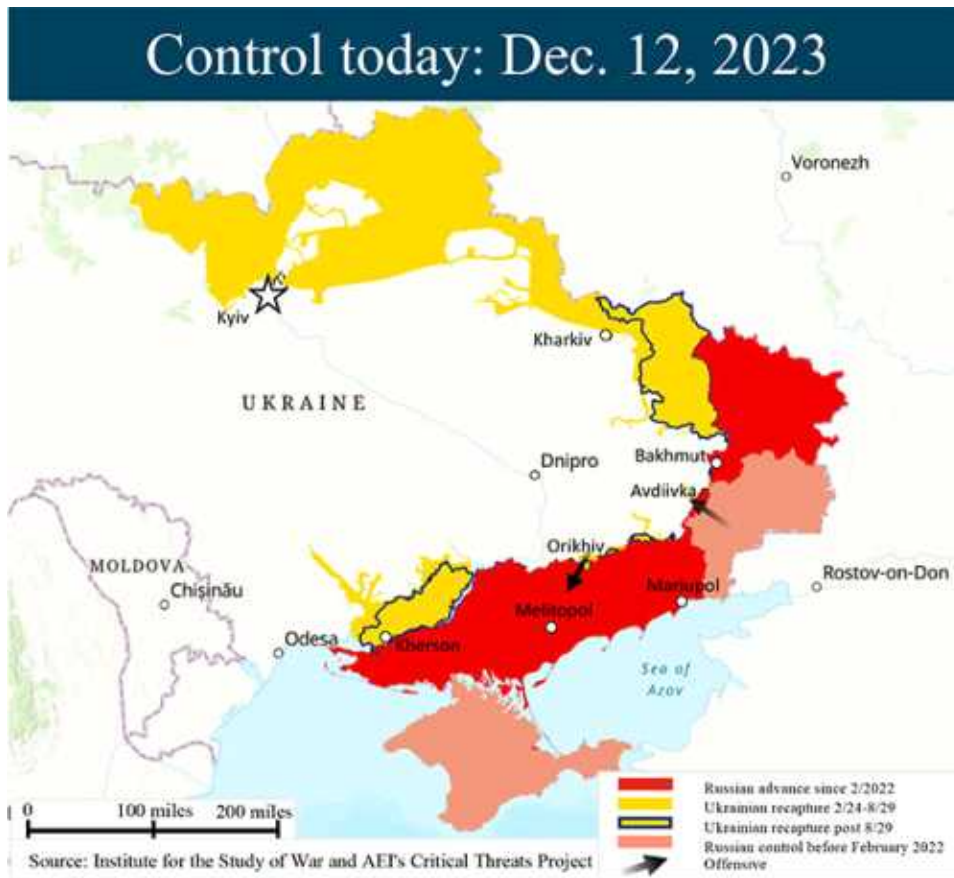 Control today: Dec. 12, 2023
Voronezh
Kyiv
Kharkiv
UKRAINE
Bakhmut
Dnipro
Avdiivka
Orikhiv
MOLDOVA
Chișinău
Mariupol
Rostov-on-Don
Melitopol
Odesa
Kherson
Sea of
Azov
0 100 miles 200 miles
Russian advance since 2/2022
Ukrainian recapture 2/24-8/29
Ukrainian recapture post 8/29
Russian control before February 2022
Offensive
Source: Institute for the Study of War and AEI's Critical Threats Project